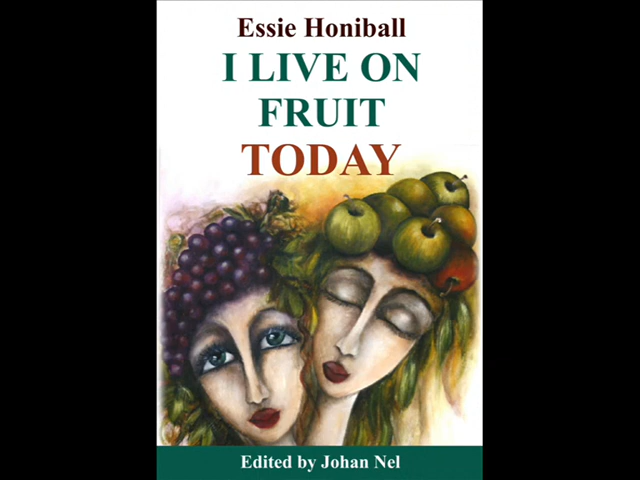 Essie Honiball
I LIVE ON
FRUIT
TODAY
Edited by Johan Nel